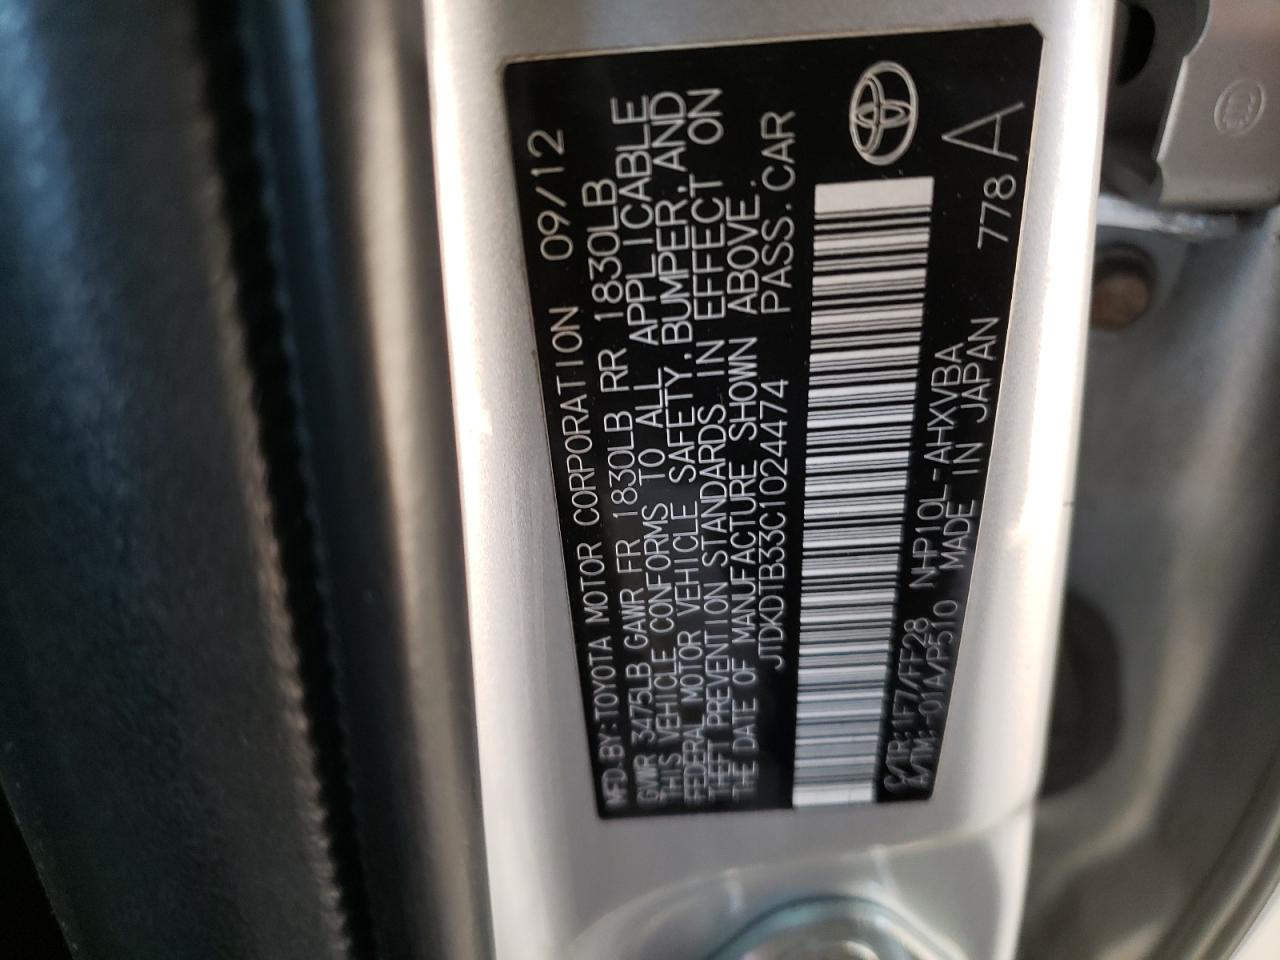 MFD.BY:TOYOTA MOTOR CORPORATION 09/12
GVWR 3475LB GAWR FR 1830LB RR 1830LB
THIS VEHICLE CONFORMS TO ALL APPLICABLE
FEDERAL MOTOR VEHICLE SAFETY,BUMPER,AND
THEFT PREVENTION STANDARDS IN EFFECT ON
THE DATE OF MANUFACTURE SHOWN ABOVE.
JTDKDTB33C1024474 PASS.CAR
C/TR:1F7/FF28 NHP10L-AHXVBA 778
A/TM:-01A/P510 MADE IN JAPAN A